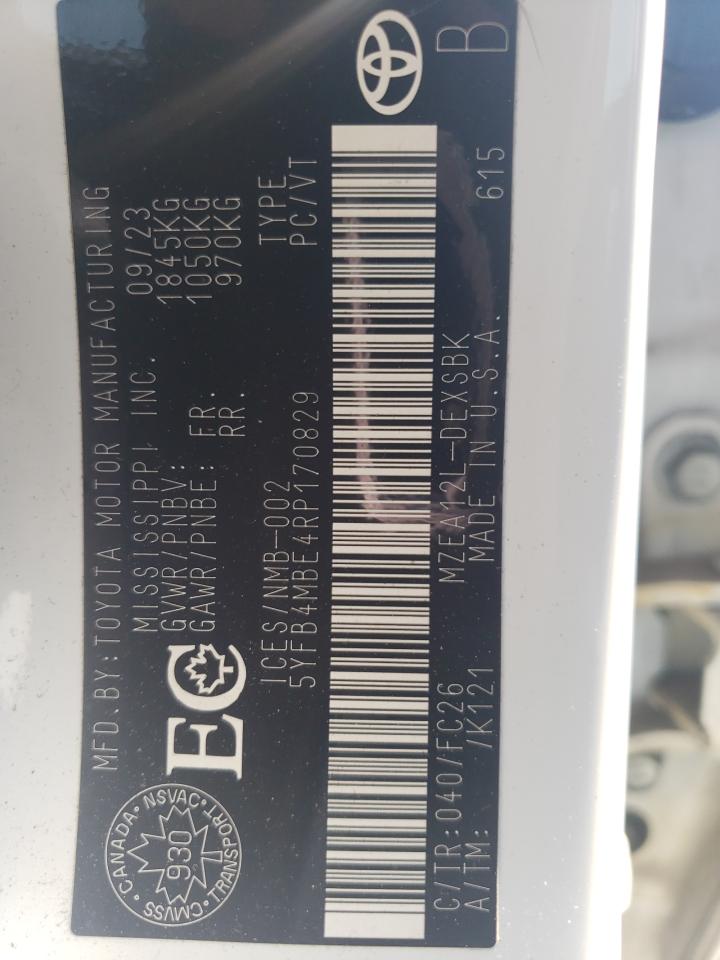 MFD. BY: TOYOTA MOTOR MANUFACTURING
MISSISSIPPI INC. 09/23
GVWR/PNBV: 1845KG
GAWR/PNBE: FR. 1050KG
RR. 970KG
EC
CANADA • NSVAC • TRANSPORT • CMVSS •
930
ICES/NMB-002 TYPE
5YFB4MBE4RP170829 PC/VT
C/TR: 040/FC26 MZEA12L-DEXSBK B
A/TM: /K121 MADE IN U.S.A. 615